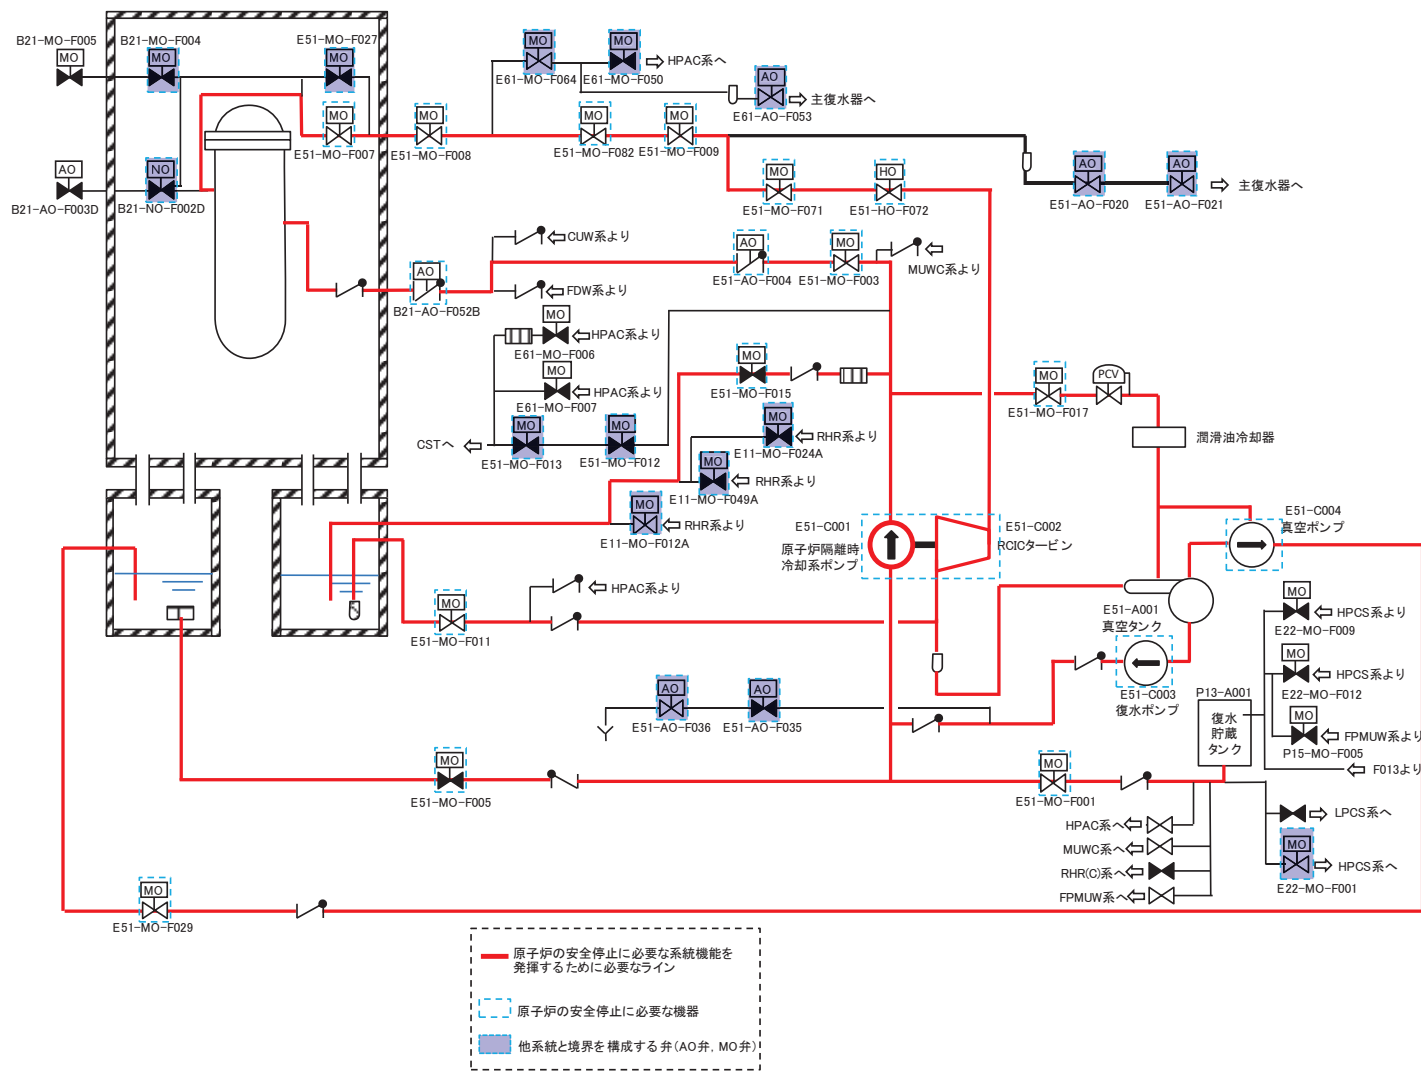 B21-MO-F005
MO
B21-MO-F004
MO
E51-MO-F027
MO
MO
E61-MO-F064
MO
E61-MO-F050
HPAC系へ
AO
E61-AO-F053
主復水器へ
MO
E51-MO-F007
MO
E51-MO-F008
MO
E51-MO-F082
MO
E51-MO-F009
AO
B21-AO-F003D
NO
B21-NO-F002D
MO
E51-MO-F071
HO
E51-HO-F072
AO
E51-AO-F020
AO
E51-AO-F021
主復水器へ
CUW系より
AO
B21-AO-F052B
FDW系より
AO
E51-AO-F004
MO
E51-MO-F003
MUWC系より
MO
E61-MO-F006
HPAC系より
MO
E61-MO-F007
HPAC系より
MO
E51-MO-F015
MO
E51-MO-F017
PCV
潤滑油冷却器
CSTへ
MO
E51-MO-F013
MO
E51-MO-F012
MO
E11-MO-F024A
RHR系より
MO
E11-MO-F049A
RHR系より
MO
E11-MO-F012A
RHR系より
E51-C001
原子炉隔離時
冷却系ポンプ
E51-C002
RCICタービン
E51-C004
真空ポンプ
E51-A001
真空タンク
E51-C003
復水ポンプ
HPAC系より
MO
E51-MO-F011
MO
E22-MO-F009
HPCS系より
MO
E22-MO-F012
HPCS系より
MO
P15-MO-F005
FPMUW系より
F013より
P13-A001
復水
貯蔵
タンク
AO
E51-AO-F036
AO
E51-AO-F035
MO
E51-MO-F005
MO
E51-MO-F001
HPAC系へ
MUWC系へ
RHR(C)系へ
FPMUW系へ
LPCS系へ
MO
E22-MO-F001
HPCS系へ
MO
E51-MO-F029
原子炉の安全停止に必要な系統機能を
発揮するために必要なライン
原子炉の安全停止に必要な機器
他系統と境界を構成する弁(AO弁, MO弁)